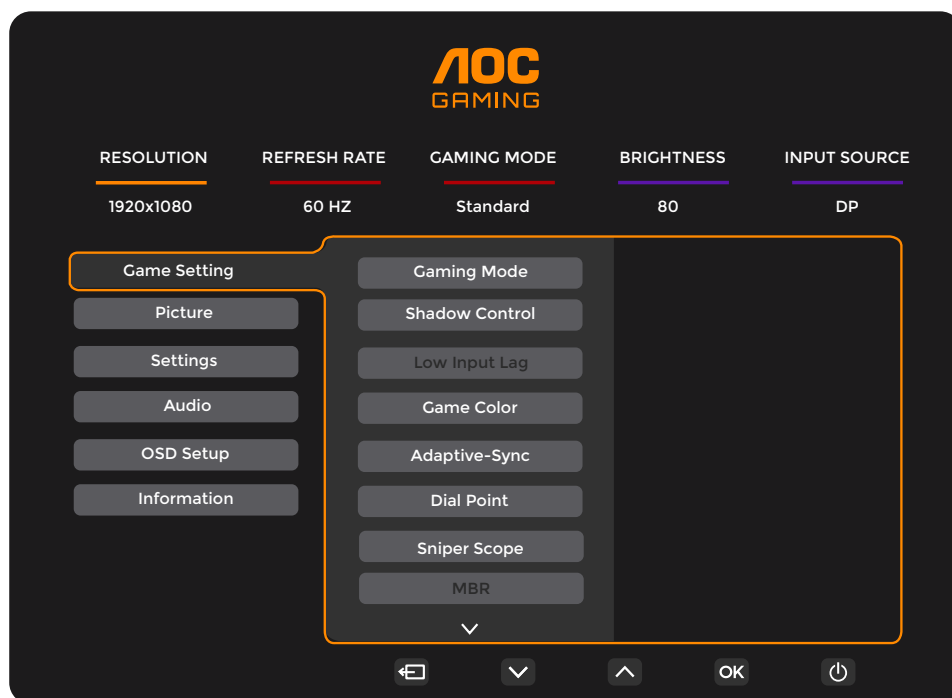 AOC
GAMING
RESOLUTION REFRESH RATE GAMING MODE BRIGHTNESS INPUT SOURCE
1920x1080 60 HZ Standard 80 DP
Game Setting
Picture
Settings
Audio
OSD Setup
Information
Gaming Mode
Shadow Control
Low Input Lag
Game Color
Adaptive-Sync
Dial Point
Sniper Scope
MBR
OK